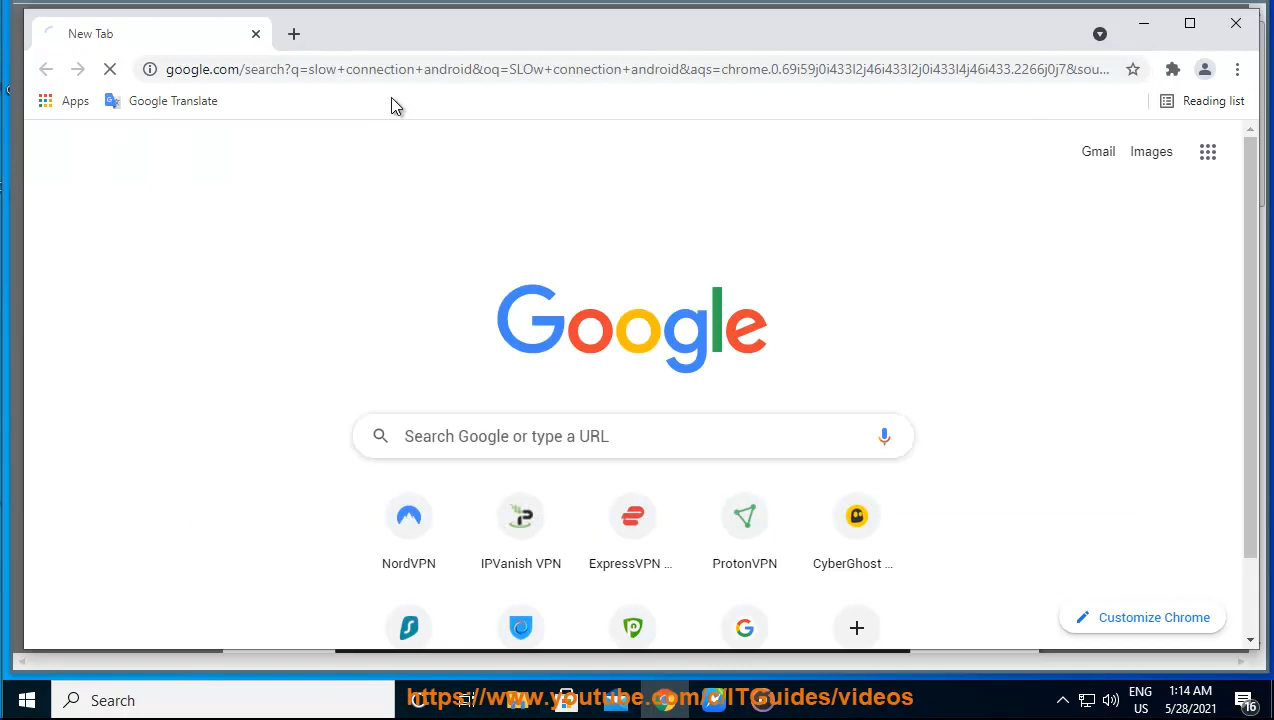 New Tab
google.com/search?q=slow+connection+android&oq=SLOw+connection+android&aqs=chrome.0.69i59j0i433l2j46i433l2j0i433l4j46i433.2266j0j7&sou...
Apps Google Translate Reading list
Gmail Images
Google
Search Google or type a URL
NordVPN IPVanish VPN ExpressVPN ... ProtonVPN CyberGhost ...
Customize Chrome
Search
https://www.youtube.com/c/ITGuides/videos
ENG 1:14 AM
US 5/28/2021 16